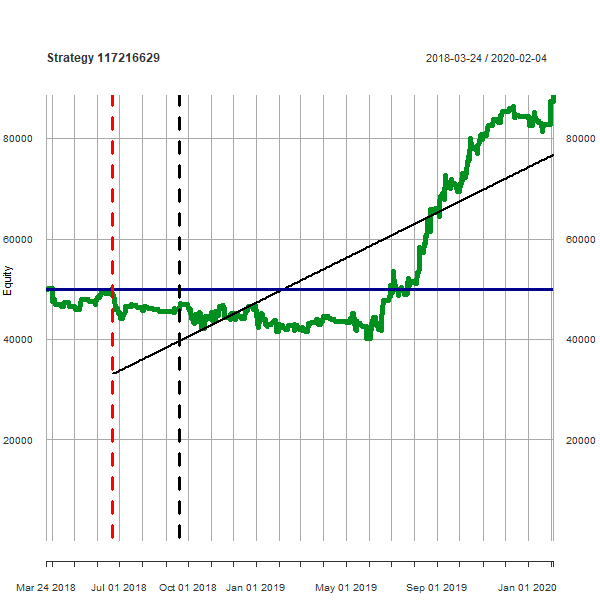 Strategy 117216629
2018-03-24 / 2020-02-04
80000
80000
60000
60000
Equity
40000
40000
20000
20000
Mar 24 2018
Jul 01 2018
Oct 01 2018
Jan 01 2019
May 01 2019
Sep 01 2019
Jan 01 2020